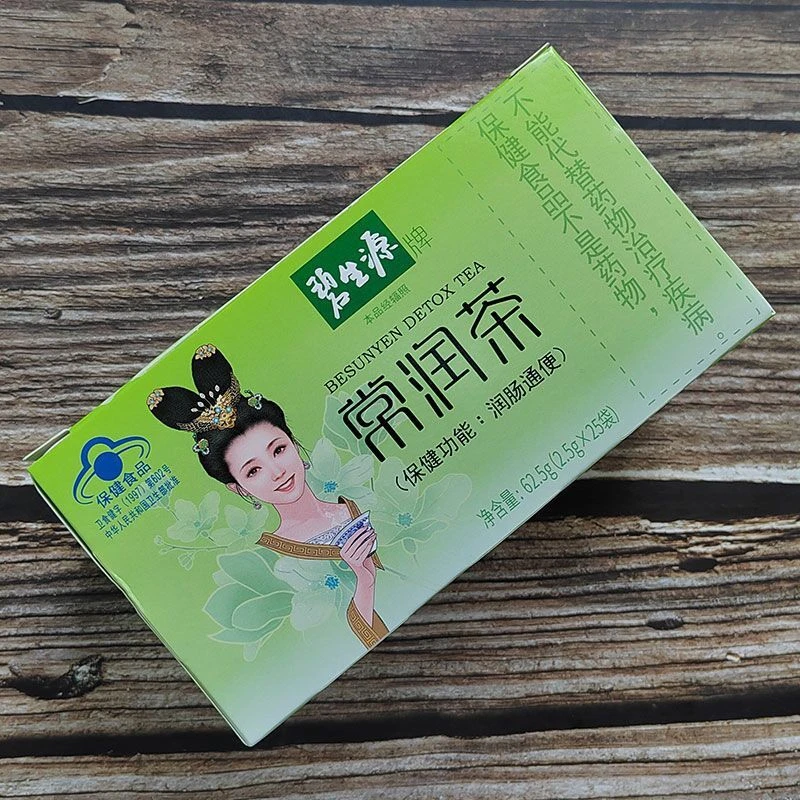 碧生源牌
本品经辐照
BESUNYEN DETOX TEA
常润茶
(保健功能：润肠通便)
净含量: 62.5g(2.5g×25袋)
保健食品
卫食健字(1997)第602号
中华人民共和国卫生部批准
保健食品不是药物，
不能代替药物治疗疾病。